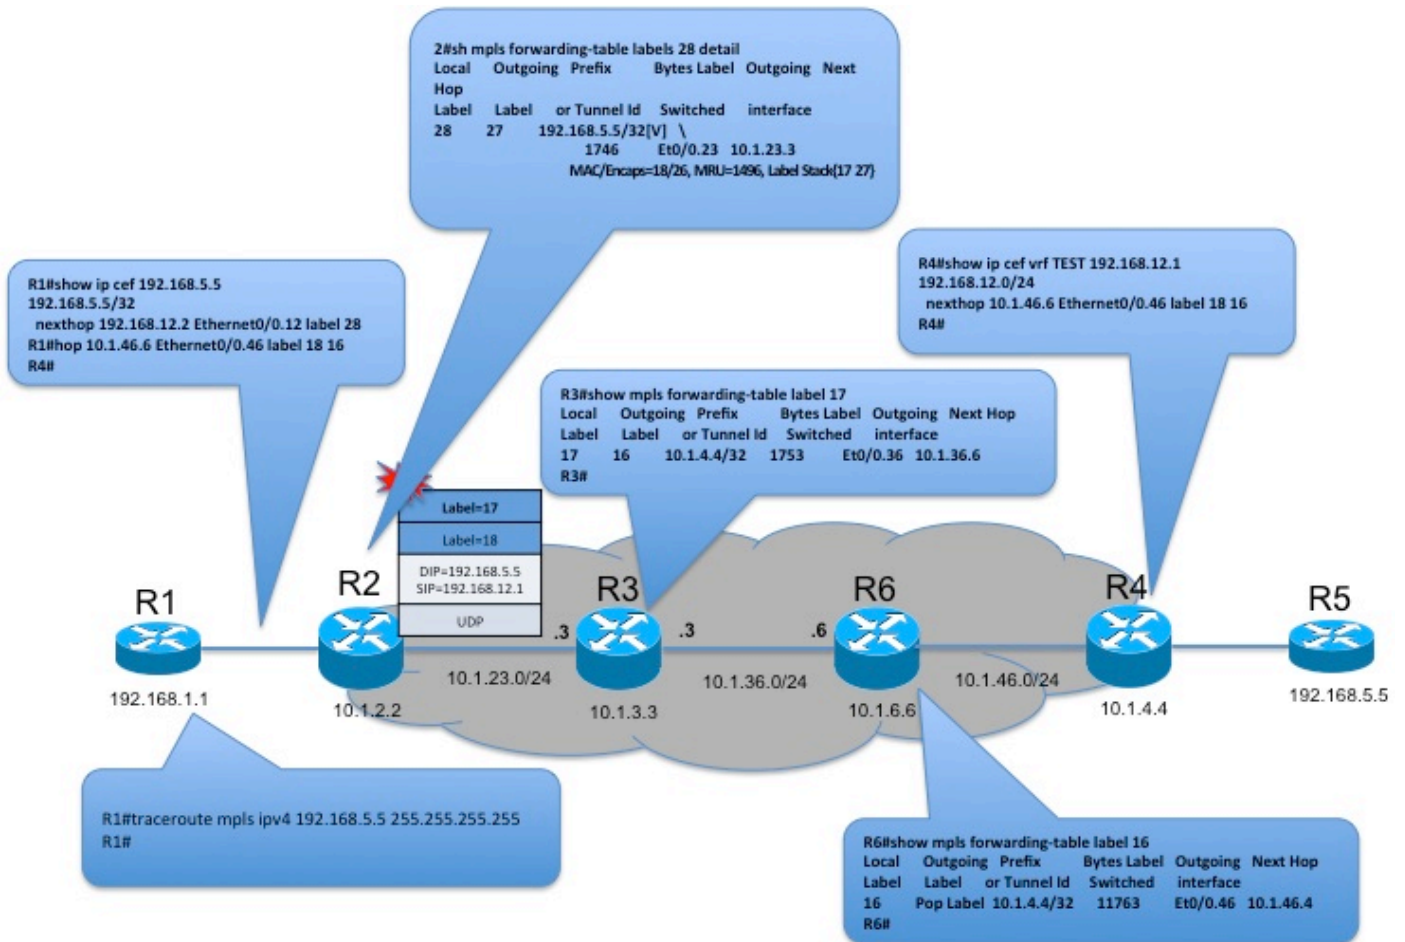 2#sh mpls forwarding-table labels 28 detail
Local Outgoing Prefix Bytes Label Outgoing Next
Hop
Label Label or Tunnel Id Switched interface
28 27 192.168.5.5/32[V] \
1746 Et0/0.23 10.1.23.3
MAC/Encaps=18/26, MRU=1496, Label Stack{17 27}
R1#show ip cef 192.168.5.5
192.168.5.5/32
nexthop 192.168.12.2 Ethernet0/0.12 label 28
R1#hop 10.1.46.6 Ethernet0/0.46 label 18 16
R4#
R4#show ip cef vrf TEST 192.168.12.1
192.168.12.0/24
nexthop 10.1.46.6 Ethernet0/0.46 label 18 16
R4#
R3#show mpls forwarding-table label 17
Local Outgoing Prefix Bytes Label Outgoing Next Hop
Label Label or Tunnel Id Switched interface
17 16 10.1.4.4/32 1753 Et0/0.36 10.1.36.6
R3#
Label=17
Label=18
DIP=192.168.5.5
SIP=192.168.12.1
UDP
R1
R2
R3
R6
R4
R5
.3
.3
.6
10.1.23.0/24
10.1.36.0/24
10.1.46.0/24
192.168.1.1
10.1.2.2
10.1.3.3
10.1.6.6
10.1.4.4
192.168.5.5
R1#traceroute mpls ipv4 192.168.5.5 255.255.255.255
R1#
R6#show mpls forwarding-table label 16
Local Outgoing Prefix Bytes Label Outgoing Next Hop
Label Label or Tunnel Id Switched interface
16 Pop Label 10.1.4.4/32 11763 Et0/0.46 10.1.46.4
R6#